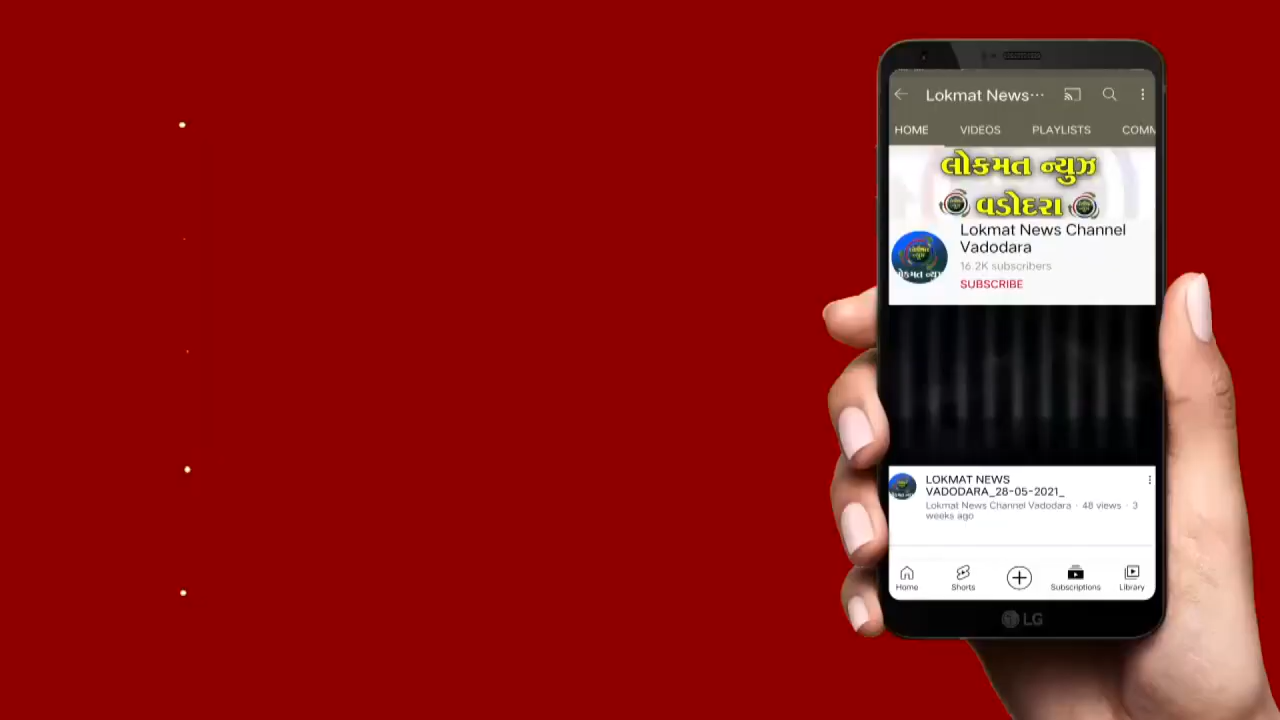 Lokmat News...
HOME VIDEOS PLAYLISTS COMM
લોકમત ન્યુઝ
વડોદરા
Lokmat News Channel
Vadodara
16.2K subscribers
SUBSCRIBE
લોકમત ન્યુઝ
LOKMAT NEWS
VADODARA_28-05-2021_
Lokmat News Channel Vadodara · 48 views · 3
weeks ago
Home Shorts Subscriptions Library
LG